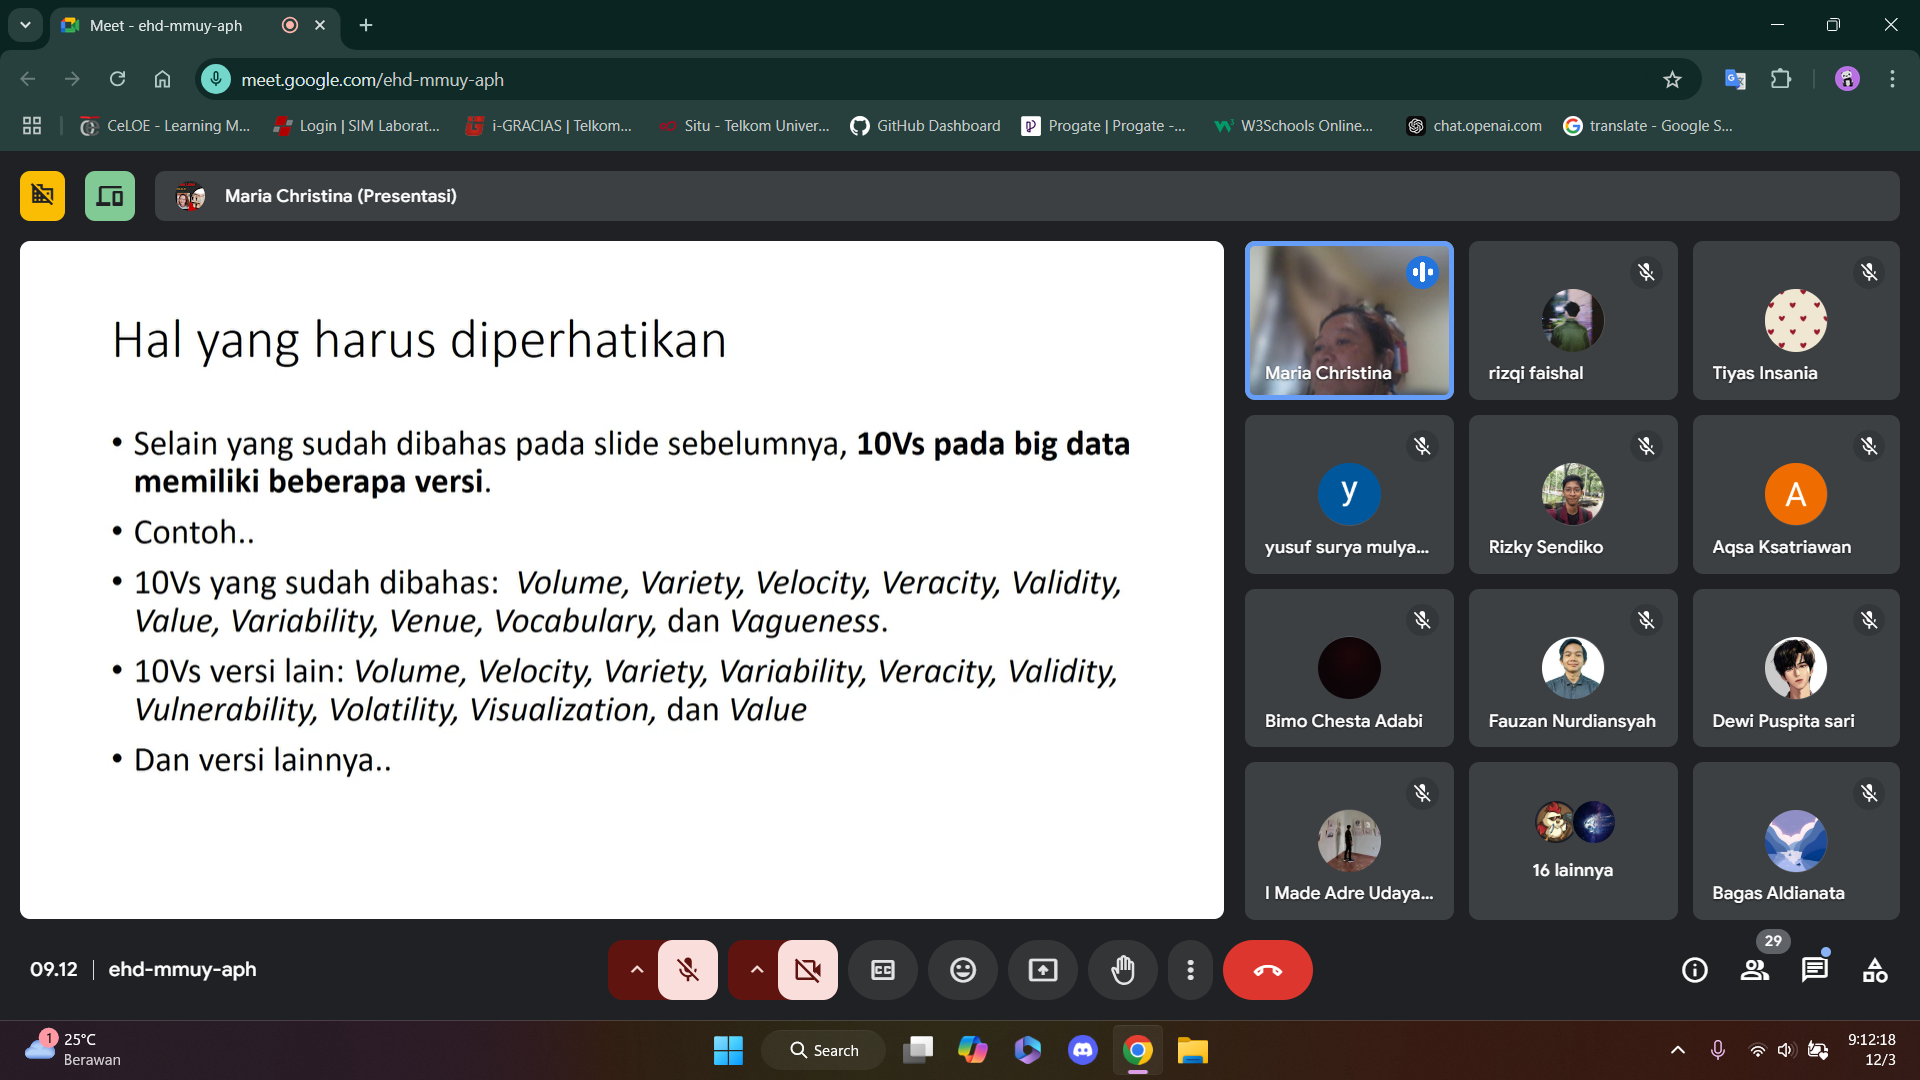 Meet - ehd-mmuy-aph
meet.google.com/ehd-mmuy-aph
CeLOE - Learning M...
Login | SIM Laborat...
i-GRACIAS | Telkom...
Situ - Telkom Univer...
GitHub Dashboard
Progate | Progate -...
W3Schools Online...
chat.openai.com
translate - Google S...
Maria Christina (Presentasi)
Hal yang harus diperhatikan
• Selain yang sudah dibahas pada slide sebelumnya, 10Vs pada big data
memiliki beberapa versi.
• Contoh..
• 10Vs yang sudah dibahas: Volume, Variety, Velocity, Veracity, Validity,
Value, Variability, Venue, Vocabulary, dan Vagueness.
• 10Vs versi lain: Volume, Velocity, Variety, Variability, Veracity, Validity,
Vulnerability, Volatility, Visualization, dan Value
• Dan versi lainnya..
Maria Christina
rizqi faishal
Tiyas Insania
y
yusuf surya mulya...
Rizky Sendiko
A
Aqsa Ksatriawan
Bimo Chesta Adabi
Fauzan Nurdiansyah
Dewi Puspita sari
I Made Adre Udaya...
16 lainnya
Bagas Aldianata
09.12 | ehd-mmuy-aph
29
1
25°C
Berawan
Search
9:12:18
12/3